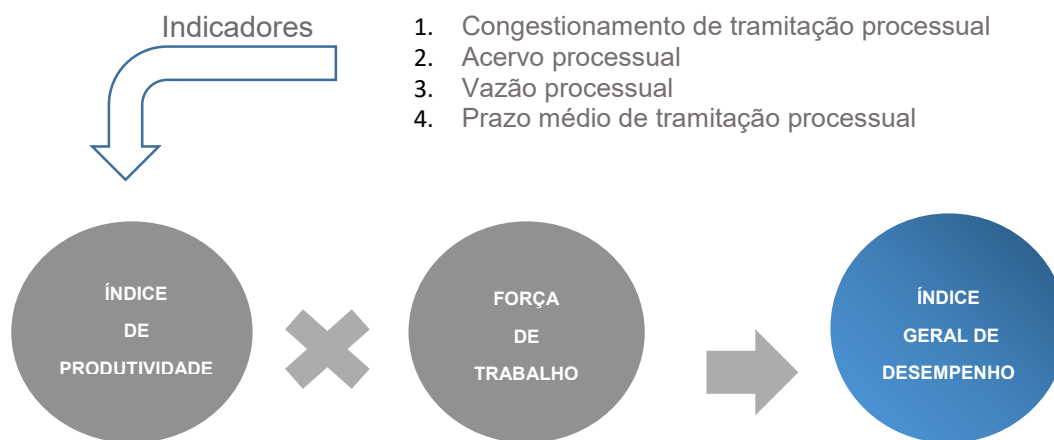 Indicadores
1. Congestionamento de tramitação processual
2. Acervo processual
3. Vazão processual
4. Prazo médio de tramitação processual
ÍNDICE
DE
PRODUTIVIDADE
FORÇA
DE
TRABALHO
ÍNDICE
GERAL DE
DESEMPENHO